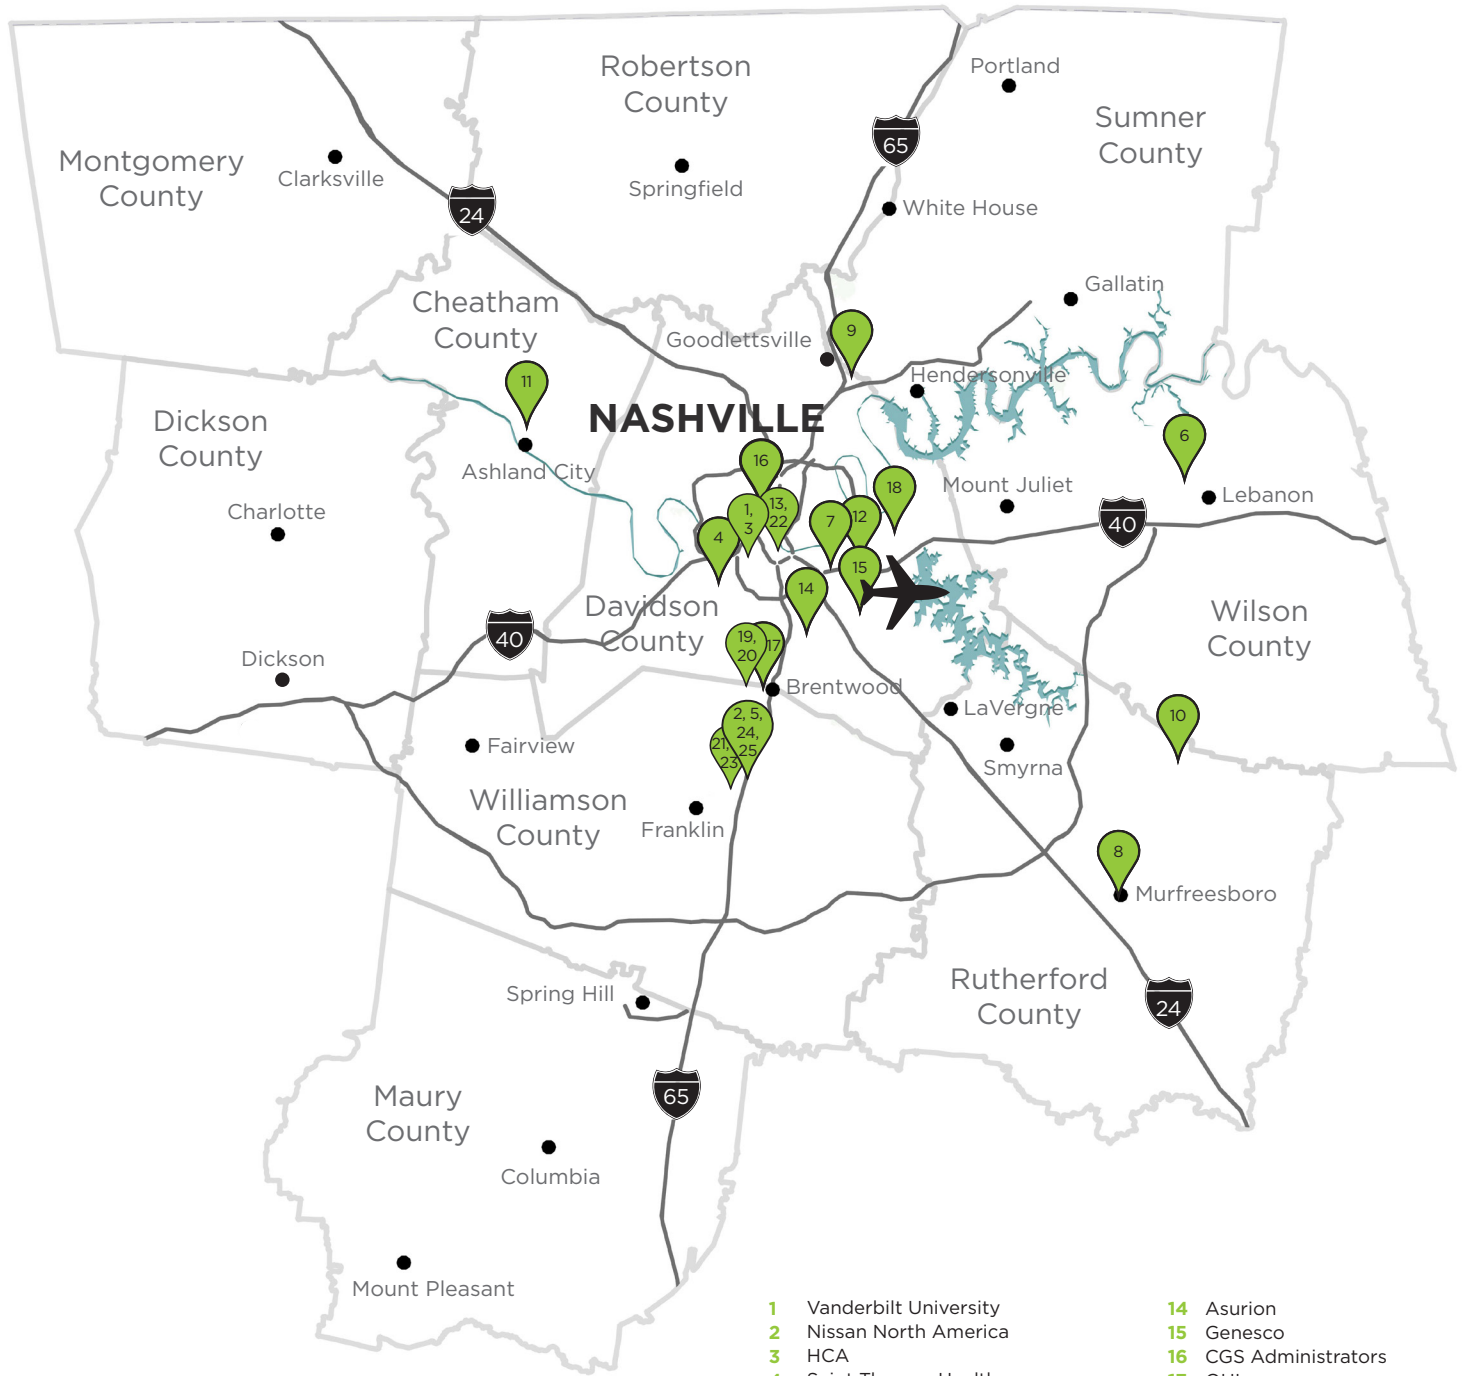 Robertson
County
Portland
Sumner
County
65
Montgomery
County
Clarksville
Springfield
24
White House
Gallatin
Cheatham
County
Goodlettsville
9
Hendersonville
11
NASHVILLE
Dickson
County
6
Ashland City
16
18
Mount Juliet
Lebanon
Charlotte
1,
3
13,
22
7
12
40
4
15
14
Davidson
County
Wilson
County
40
19,
20
17
Dickson
Brentwood
LaVergne
10
2, 5,
24,
25
21,
23
Fairview
Smyrna
Williamson
County
Franklin
8
Murfreesboro
Spring Hill
Rutherford
County
24
65
Maury
County
Columbia
Mount Pleasant
1 Vanderbilt University
2 Nissan North America
3 HCA
14 Asurion
15 Genesco
16 CGS Administrators